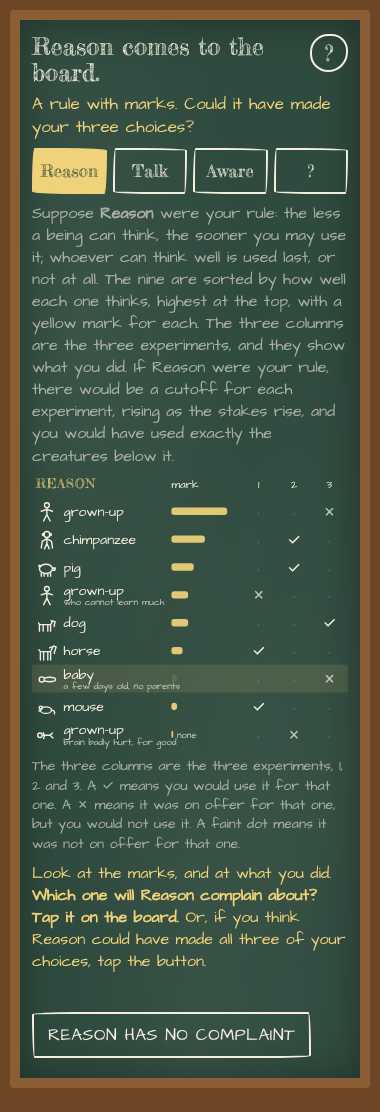 Reason comes to the
board.
?
A rule with marks. Could it have made
your three choices?
Reason Talk Aware ?
Suppose Reason were your rule: the less
a being can think, the sooner you may use
it; whoever can think well is used last, or
not at all. The nine are sorted by how well
each one thinks, highest at the top, with a
yellow mark for each. The three columns
are the three experiments, and they show
what you did. If Reason were your rule,
there would be a cutoff for each
experiment, rising as the stakes rise, and
you would have used exactly the
creatures below it.
REASON mark 1 2 3
grown-up ×
chimpanzee ✓
pig ✓
grown-up ×
who cannot learn much
dog ✓
horse ✓
baby ×
a few days old, no parents
mouse ✓
grown-up none ×
brain badly hurt, for good
The three columns are the three experiments, 1,
2 and 3. A ✓ means you would use it for that
one. A × means it was on offer for that one,
but you would not use it. A faint dot means it
was not on offer for that one.
Look at the marks, and at what you did.
Which one will Reason complain about?
Tap it on the board. Or, if you think
Reason could have made all three of your
choices, tap the button.
REASON HAS NO COMPLAINT